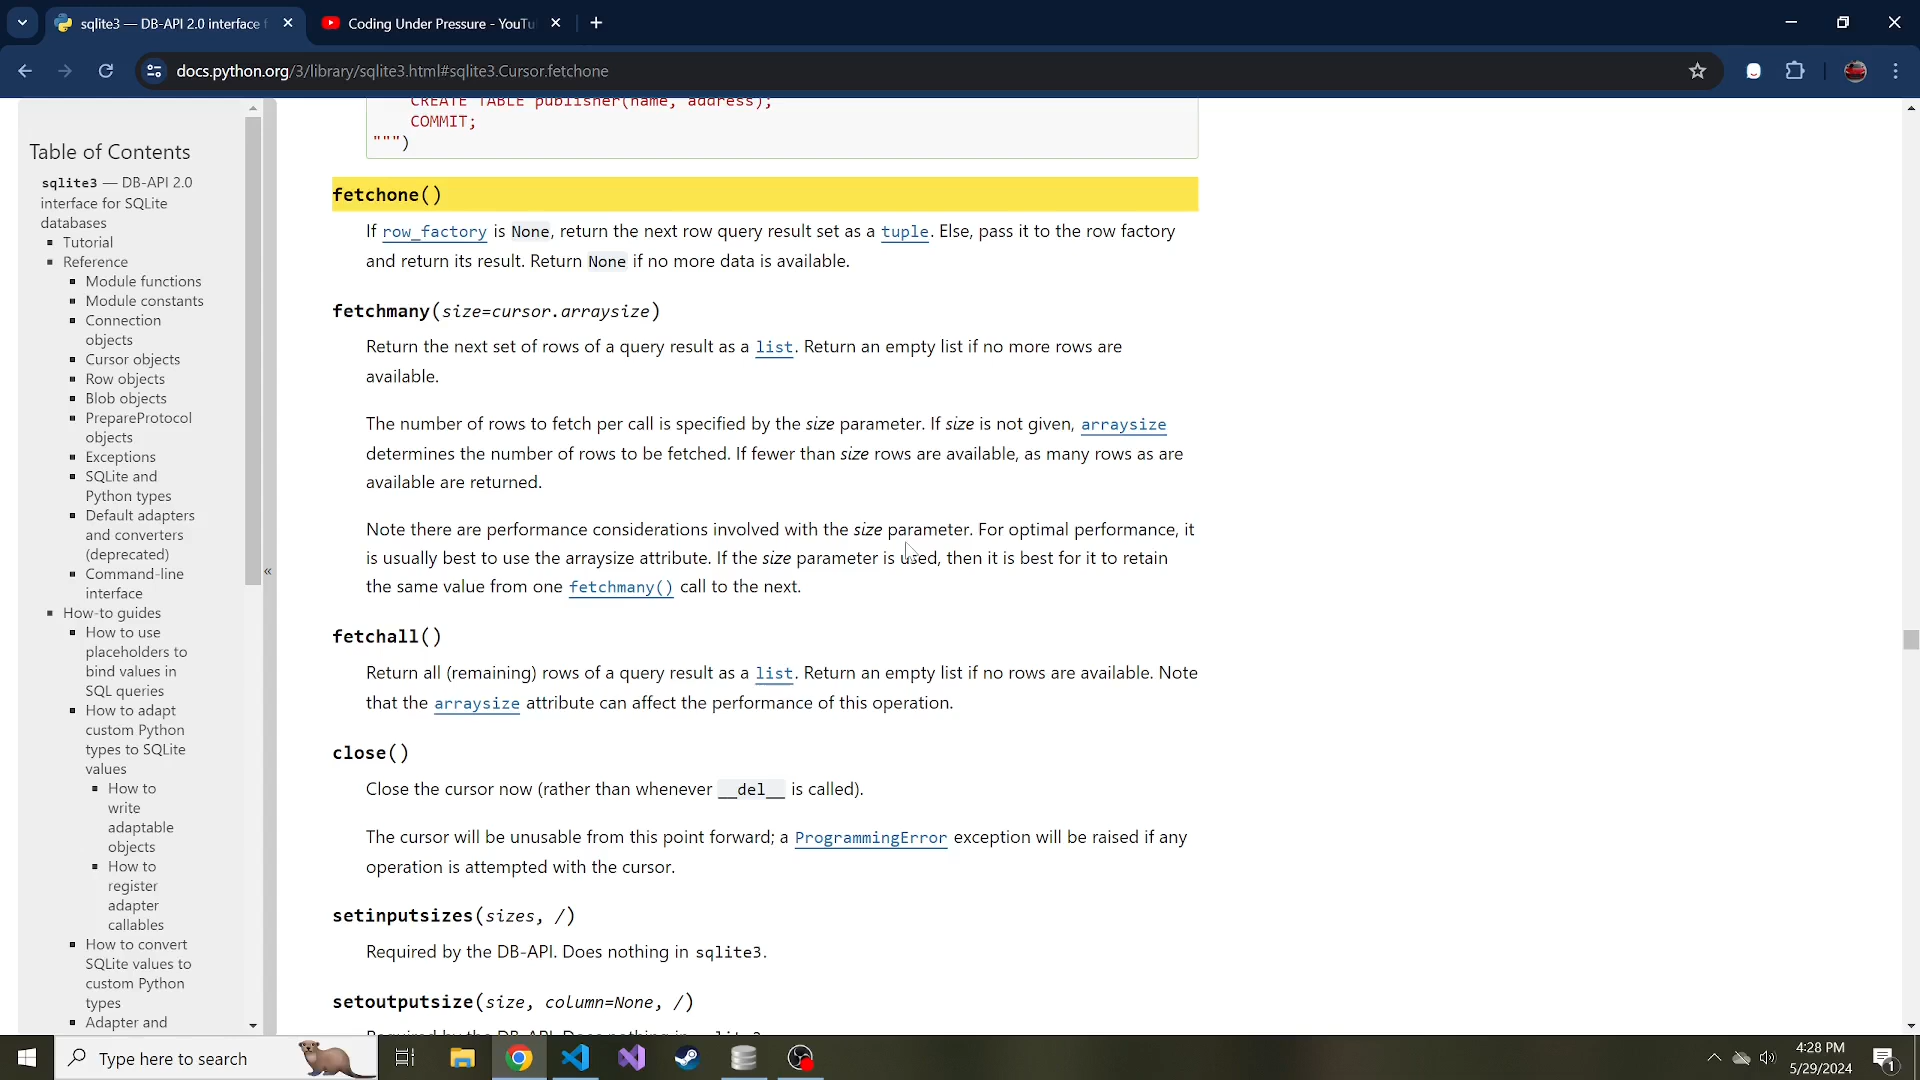 sqlite3 — DB-API 2.0 interface f
Coding Under Pressure - YouTu
docs.python.org/3/library/sqlite3.html#sqlite3.Cursor.fetchone
Table of Contents
sqlite3 — DB-API 2.0
interface for SQLite
databases
Tutorial
Reference
Module functions
Module constants
Connection
objects
Cursor objects
Row objects
Blob objects
PrepareProtocol
objects
Exceptions
SQLite and
Python types
Default adapters
and converters
(deprecated)
Command-line
interface
How-to guides
How to use
placeholders to
bind values in
SQL queries
How to adapt
custom Python
types to SQLite
values
How to
write
adaptable
objects
How to
register
adapter
callables
How to convert
SQLite values to
custom Python
types
Adapter and
«
CREATE TABLE publisher(name, address);
COMMIT;
""")
fetchone()
If row_factory is None, return the next row query result set as a tuple. Else, pass it to the row factory
and return its result. Return None if no more data is available.
fetchmany(size=cursor.arraysize)
Return the next set of rows of a query result as a list. Return an empty list if no more rows are
available.
The number of rows to fetch per call is specified by the size parameter. If size is not given, arraysize
determines the number of rows to be fetched. If fewer than size rows are available, as many rows as are
available are returned.
Note there are performance considerations involved with the size parameter. For optimal performance, it
is usually best to use the arraysize attribute. If the size parameter is used, then it is best for it to retain
the same value from one fetchmany() call to the next.
fetchall()
Return all (remaining) rows of a query result as a list. Return an empty list if no rows are available. Note
that the arraysize attribute can affect the performance of this operation.
close()
Close the cursor now (rather than whenever __del__ is called).
The cursor will be unusable from this point forward; a ProgrammingError exception will be raised if any
operation is attempted with the cursor.
setinputsizes(sizes, /)
Required by the DB-API. Does nothing in sqlite3.
setoutputsize(size, column=None, /)
Required by the DB-API. Does nothing in sqlite3.
Type here to search
4:28 PM
5/29/2024
1